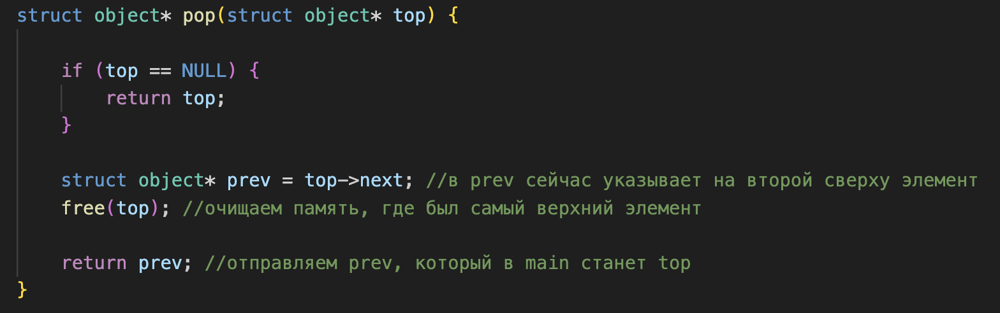 struct object* pop(struct object* top) {
if (top == NULL) {
return top;
}
struct object* prev = top->next; //в prev сейчас указывает на второй сверху элемент
free(top); //очищаем память, где был самый верхний элемент
return prev; //отправляем prev, который в main станет top
}